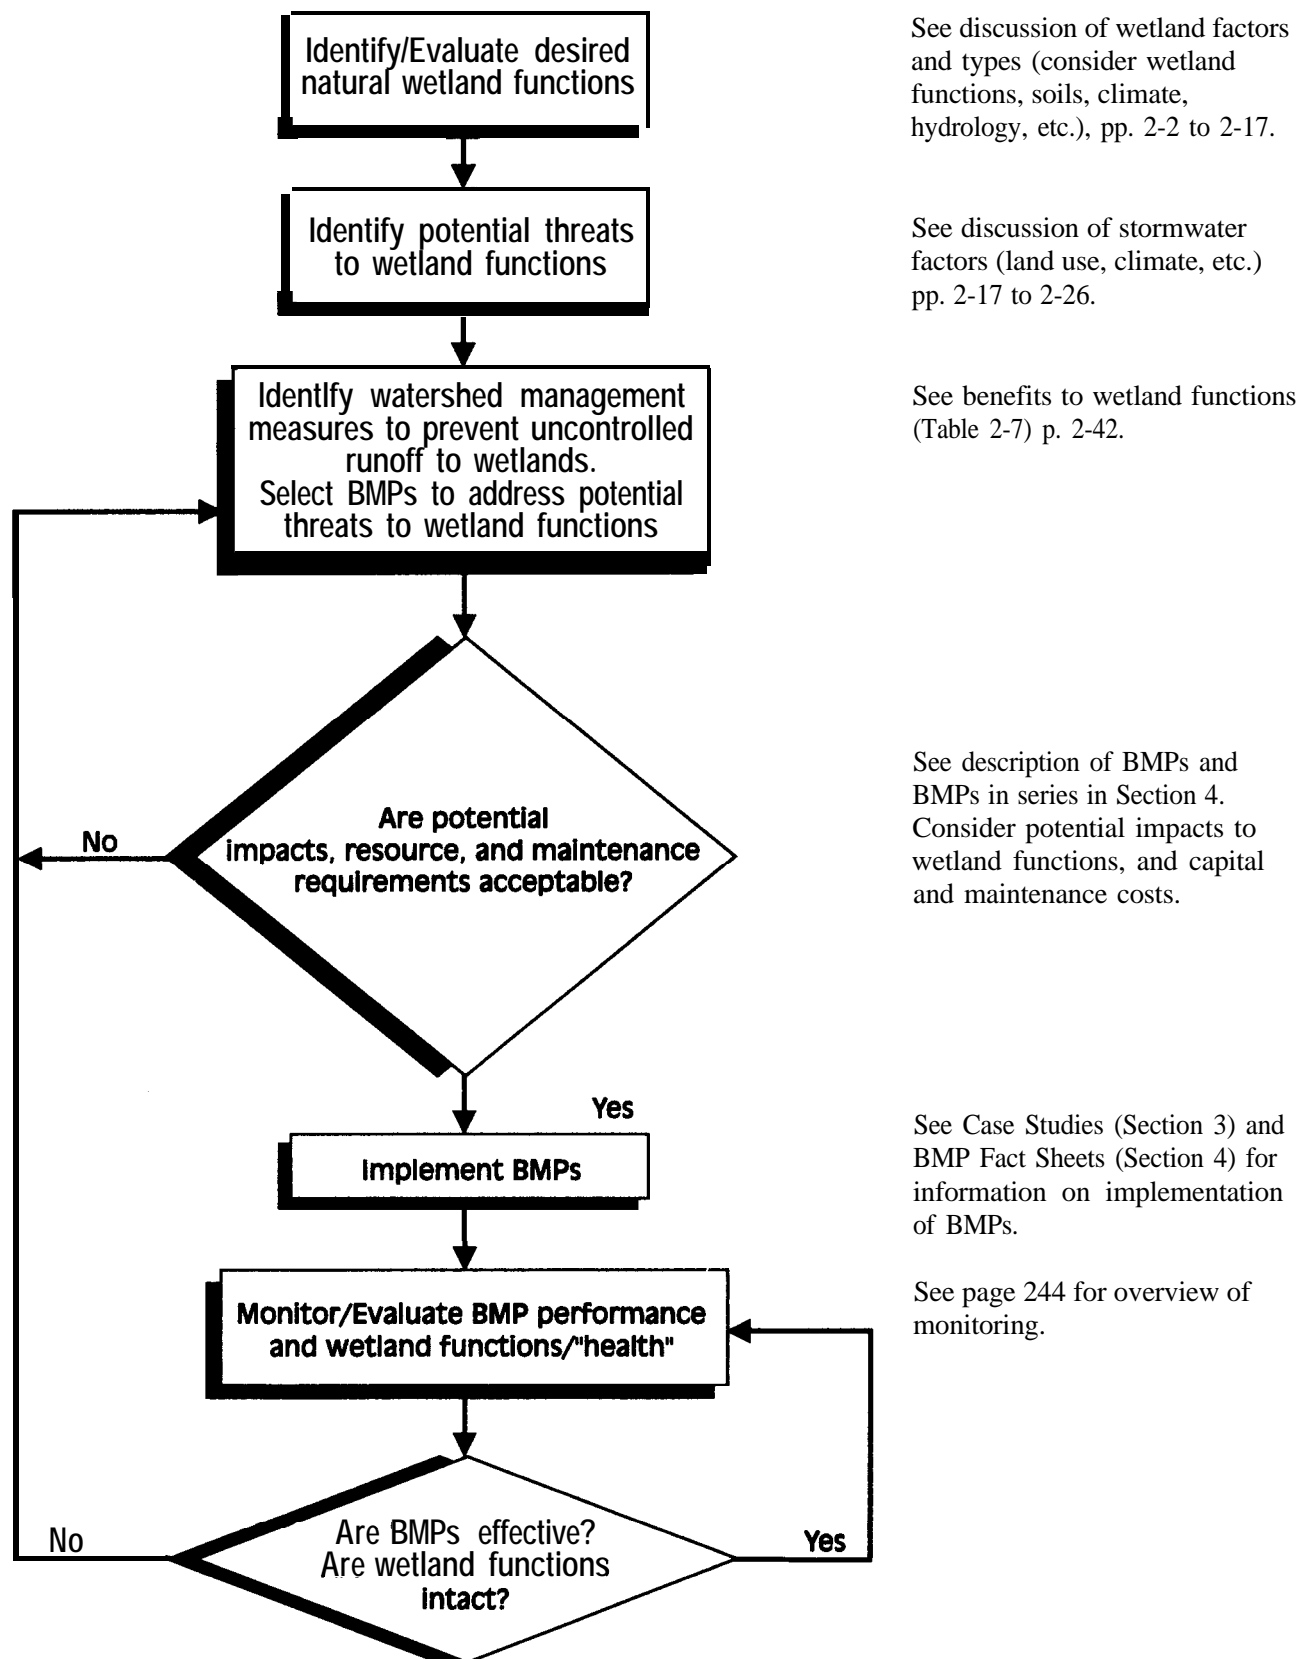 Identify/Evaluate desired
natural wetland functions
See discussion of wetland factors
and types (consider wetland
functions, soils, climate,
hydrology, etc.), pp. 2-2 to 2-17.
Identify potential threats
to wetland functions
See discussion of stormwater
factors (land use, climate, etc.)
pp. 2-17 to 2-26.
IdentIfy watershed management
measures to prevent uncontrolled
runoff to wetlands.
Select BMPs to address potential
threats to wetland functions
See benefits to wetland functions
(Table 2-7) p. 2-42.
Are potential
impacts, resource, and maintenance
requirements acceptable?
No
See description of BMPs and
BMPs in series in Section 4.
Consider potential impacts to
wetland functions, and capital
and maintenance costs.
Yes
Implement BMPs
See Case Studies (Section 3) and
BMP Fact Sheets (Section 4) for
information on implementation
of BMPs.
Monitor/Evaluate BMP performance
and wetland functions/"health"
See page 244 for overview of
monitoring.
Are BMPs effective?
Are wetland functions
intact?
No
Yes